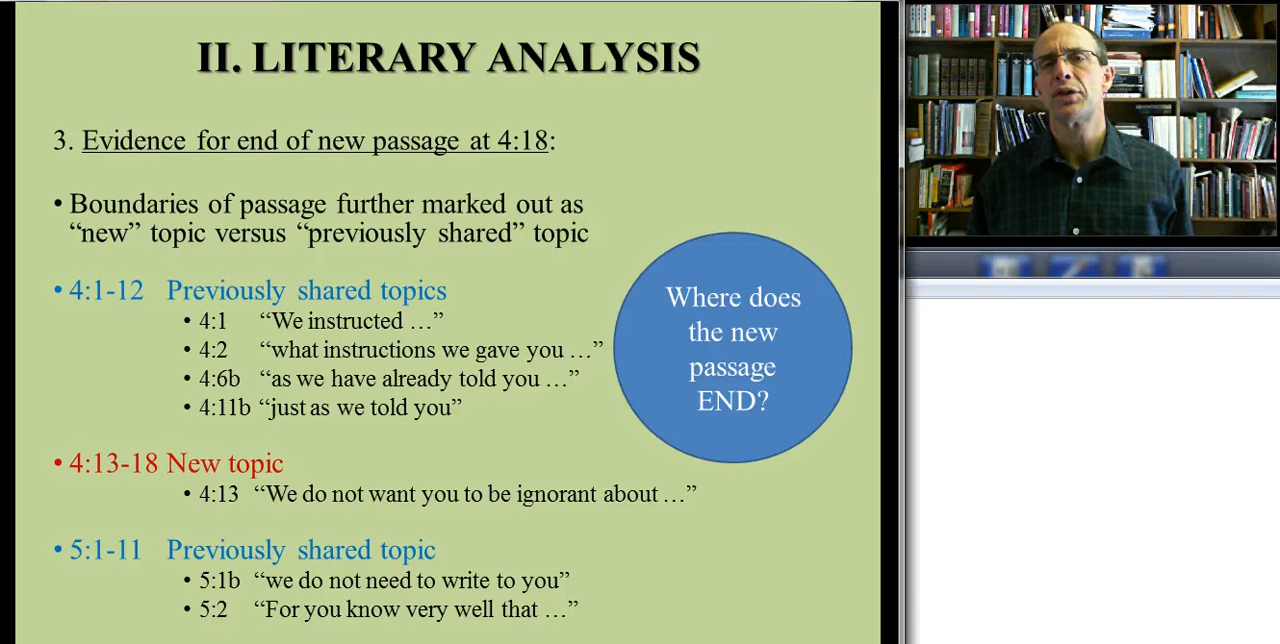 II. LITERARY ANALYSIS
3. Evidence for end of new passage at 4:18:
• Boundaries of passage further marked out as
“new” topic versus “previously shared” topic
• 4:1-12 Previously shared topics
• 4:1 “We instructed …”
• 4:2 “what instructions we gave you …”
• 4:6b “as we have already told you …”
• 4:11b “just as we told you”
• 4:13-18 New topic
• 4:13 “We do not want you to be ignorant about …”
• 5:1-11 Previously shared topic
• 5:1b “we do not need to write to you”
• 5:2 “For you know very well that …”
Where does
the new
passage
END?